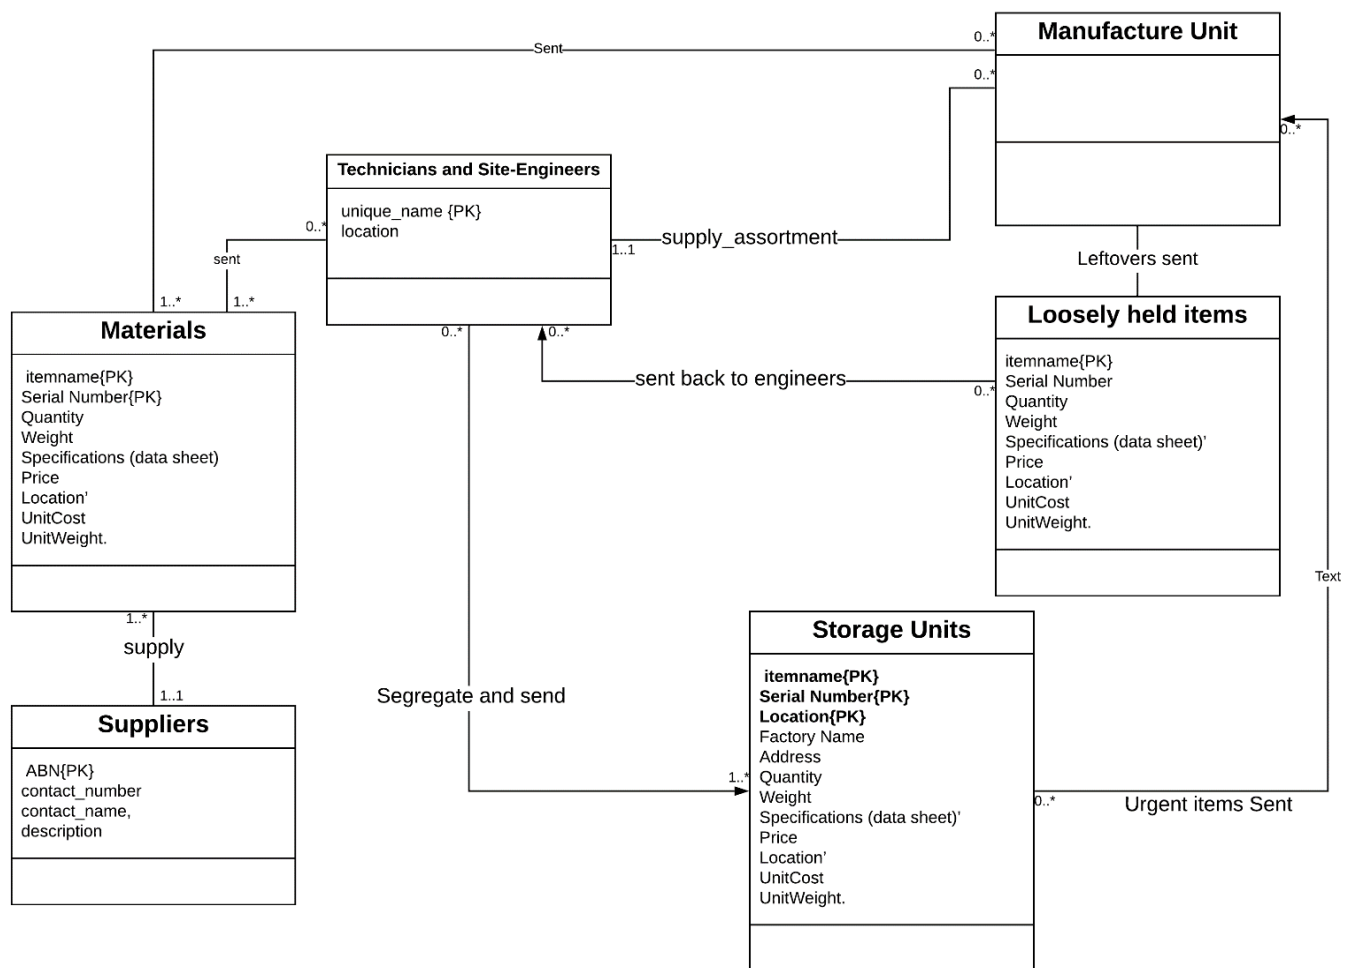 Manufacture Unit
Sent
0..*
0..*
0..*
Technicians and Site-Engineers
unique_name {PK}
location
0..*
sent
1..1
supply_assortment
Leftovers sent
1..*
1..*
0..*
0..*
Materials
itemname{PK}
Serial Number{PK}
Quantity
Weight
Specifications (data sheet)
Price
Location’
UnitCost
UnitWeight.
sent back to engineers
0..*
Loosely held items
itemname{PK}
Serial Number
Quantity
Weight
Specifications (data sheet)’
Price
Location’
UnitCost
UnitWeight.
Text
1..*
supply
1..1
Suppliers
ABN{PK}
contact_number
contact_name,
description
Segregate and send
1..*
Storage Units
itemname{PK}
Serial Number{PK}
Location{PK}
Factory Name
Address
Quantity
Weight
Specifications (data sheet)’
Price
Location’
UnitCost
UnitWeight.
0..*
Urgent items Sent